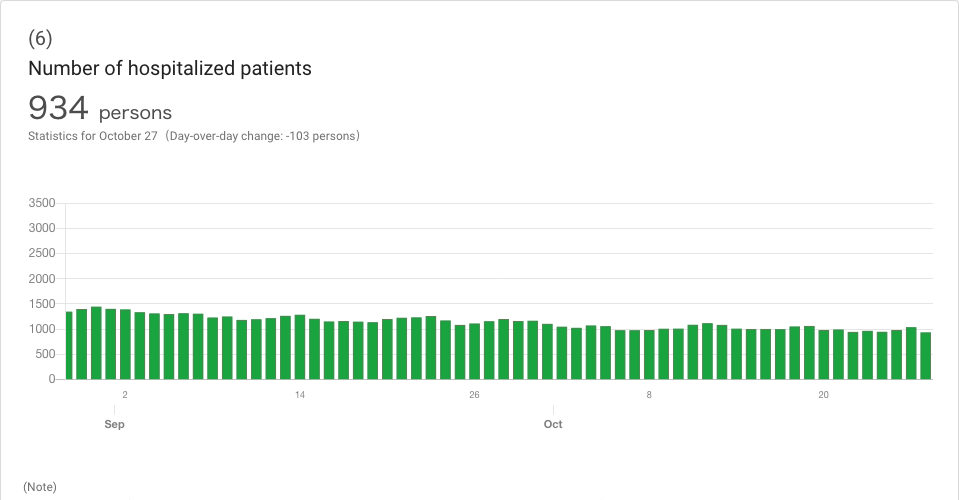 (6)
Number of hospitalized patients
934 persons
Statistics for October 27 (Day-over-day change: -103 persons)
3500
3000
2500
2000
1500
1000
500
0
2 14 26 8 20
Sep Oct
(Note)